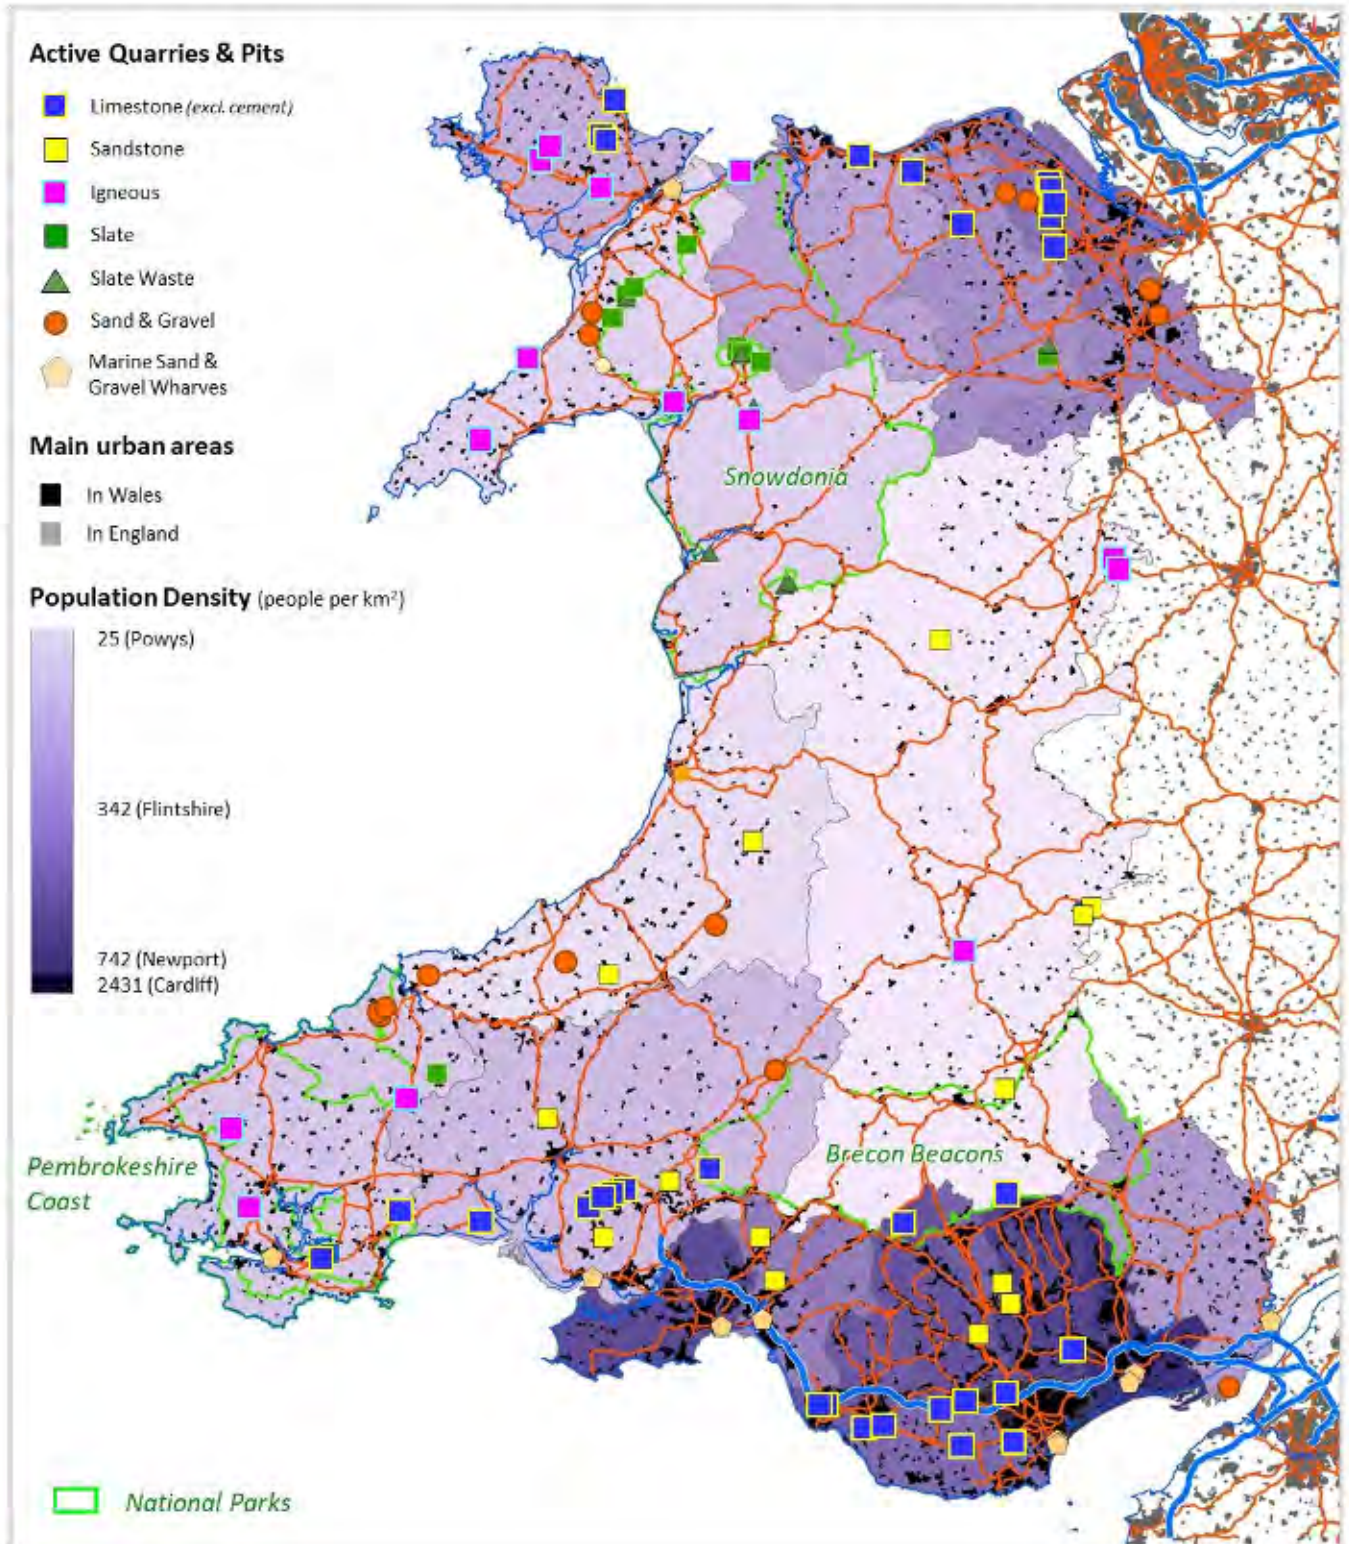 Active Quarries & Pits
Limestone (excl. cement)
Sandstone
Igneous
Slate
Slate Waste
Sand & Gravel
Marine Sand &
Gravel Wharves
Main urban areas
In Wales
In England
Population Density (people per km²)
25 (Powys)
342 (Flintshire)
742 (Newport)
2431 (Cardiff)
Snowdonia
Brecon Beacons
Pembrokeshire
Coast
National Parks